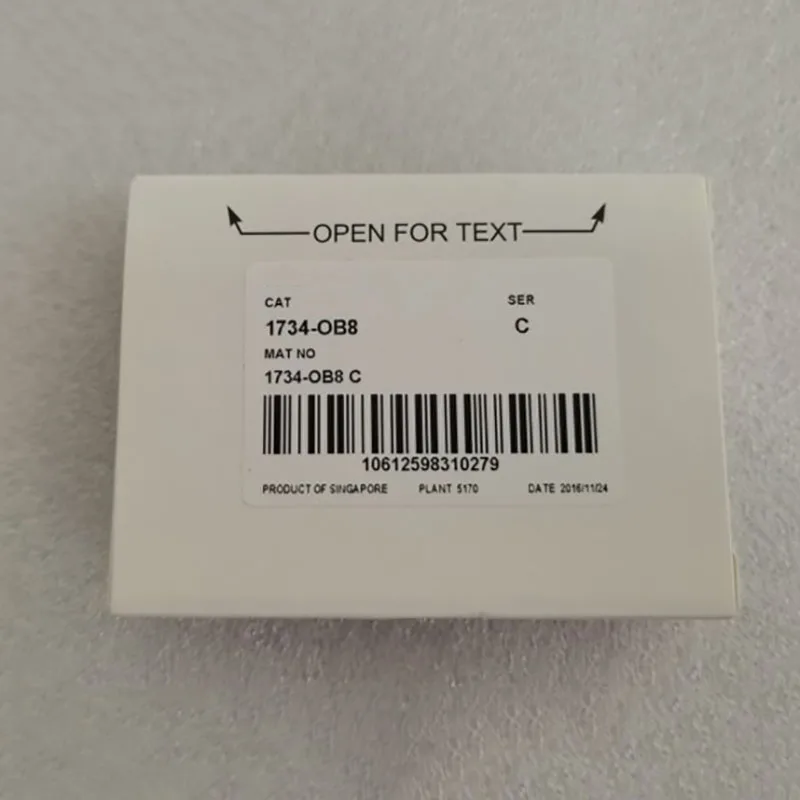 OPEN FOR TEXT
CAT SER
1734-OB8 C
MAT NO
1734-OB8 C
10612598310279
PRODUCT OF SINGAPORE PLANT 5170 DATE 2016/11/24